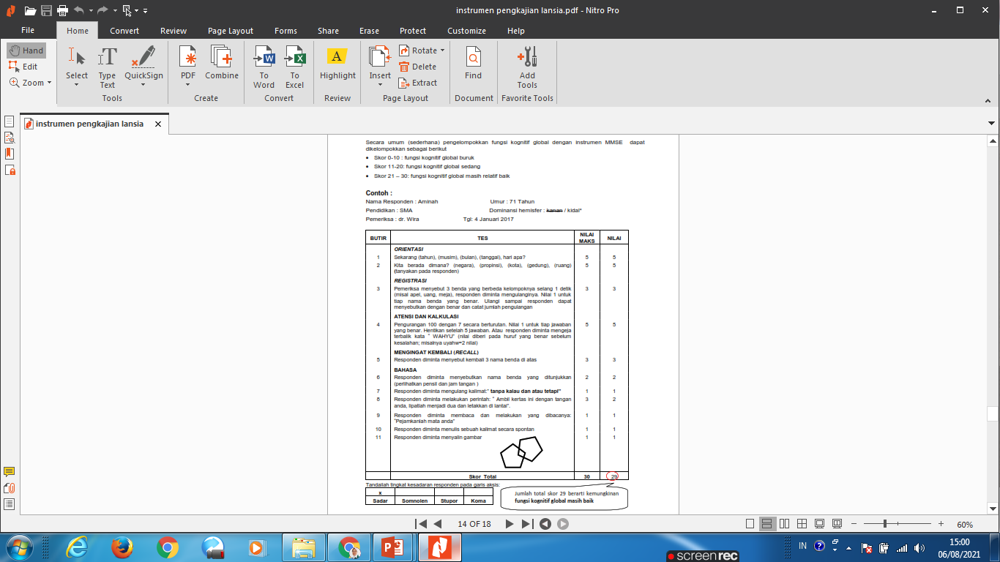 instrumen pengkajian lansia.pdf - Nitro Pro
File Home Convert Review Page Layout Forms Share Erase Protect Customize Help
Hand
Edit
Zoom
Select
Type Text
QuickSign
Tools
PDF
Combine
Create
To Word
To Excel
Convert
A
Highlight
Review
Insert
Rotate
Delete
Extract
Page Layout
Find
Document
Add Tools
Favorite Tools
instrumen pengkajian lansia
Secara umum (sederhana) pengelompokkan fungsi kognitif global dengan instrumen MMSE dapat
dikelompokkan sebagai berikut
• Skor 0-10 : fungsi kognitif global buruk
• Skor 11-20: fungsi kognitif global sedang
• Skor 21 – 30: fungsi kognitif global masih relatif baik
Contoh :
Nama Responden : Aminah Umur : 71 Tahun
Pendidikan : SMA Dominansi hemisfer : kanan / kidal*
Pemeriksa : dr. Wira Tgl: 4 Januari 2017
BUTIR TES NILAI MAKS NILAI
ORIENTASI
1 Sekarang (tahun), (musim), (bulan), (tanggal), hari apa? 5 5
2 Kita berada dimana? (negara), (propinsi), (kota), (gedung), (ruang) 5 5
(tanyakan pada responden)
REGISTRASI
3 Pemeriksa menyebut 3 benda yang berbeda kelompoknya selang 1 detik 3 3
(misal apel, uang, meja), responden diminta mengulanginya. Nilai 1 untuk
tiap nama benda yang benar. Ulangi sampai responden dapat
menyebutkan dengan benar dan catat jumlah pengulangan
ATENSI DAN KALKULASI
4 Pengurangan 100 dengan 7 secara berturutan. Nilai 1 untuk tiap jawaban 5 5
yang benar. Hentikan setelah 5 jawaban. Atau responden diminta mengeja
terbalik kata " WAHYU" (nilai diberi pada huruf yang benar sebelum
kesalahan; misalnya uyahw=2 nilai)
MENGINGAT KEMBALI (RECALL)
5 Responden diminta menyebut kembali 3 nama benda di atas 3 3
BAHASA
6 Responden diminta menyebutkan nama benda yang ditunjukkan 2 2
(perlihatkan pensil dan jam tangan )
7 Responden diminta mengulang kalimat:" tanpa kalau dan atau tetapi" 1 1
8 Responden diminta melakukan perintah: " Ambil kertas ini dengan tangan 3 2
anda, lipatlah menjadi dua dan letakkan di lantai".
9 Responden diminta membaca dan melakukan yang dibacanya: 1 1
"Pejamkanlah mata anda"
10 Responden diminta menulis sebuah kalimat secara spontan 1 1
11 Responden diminta menyalin gambar 1 1
Skor Total 30 29
Tandailah tingkat kesadaran responden pada garis aksis:
x
Sadar Somnolen Stupor Koma
Jumlah total skor 29 berarti kemungkinan
fungsi kognitif global masih baik
14 OF 18
60%
IN
15:00
06/08/2021
screenrec